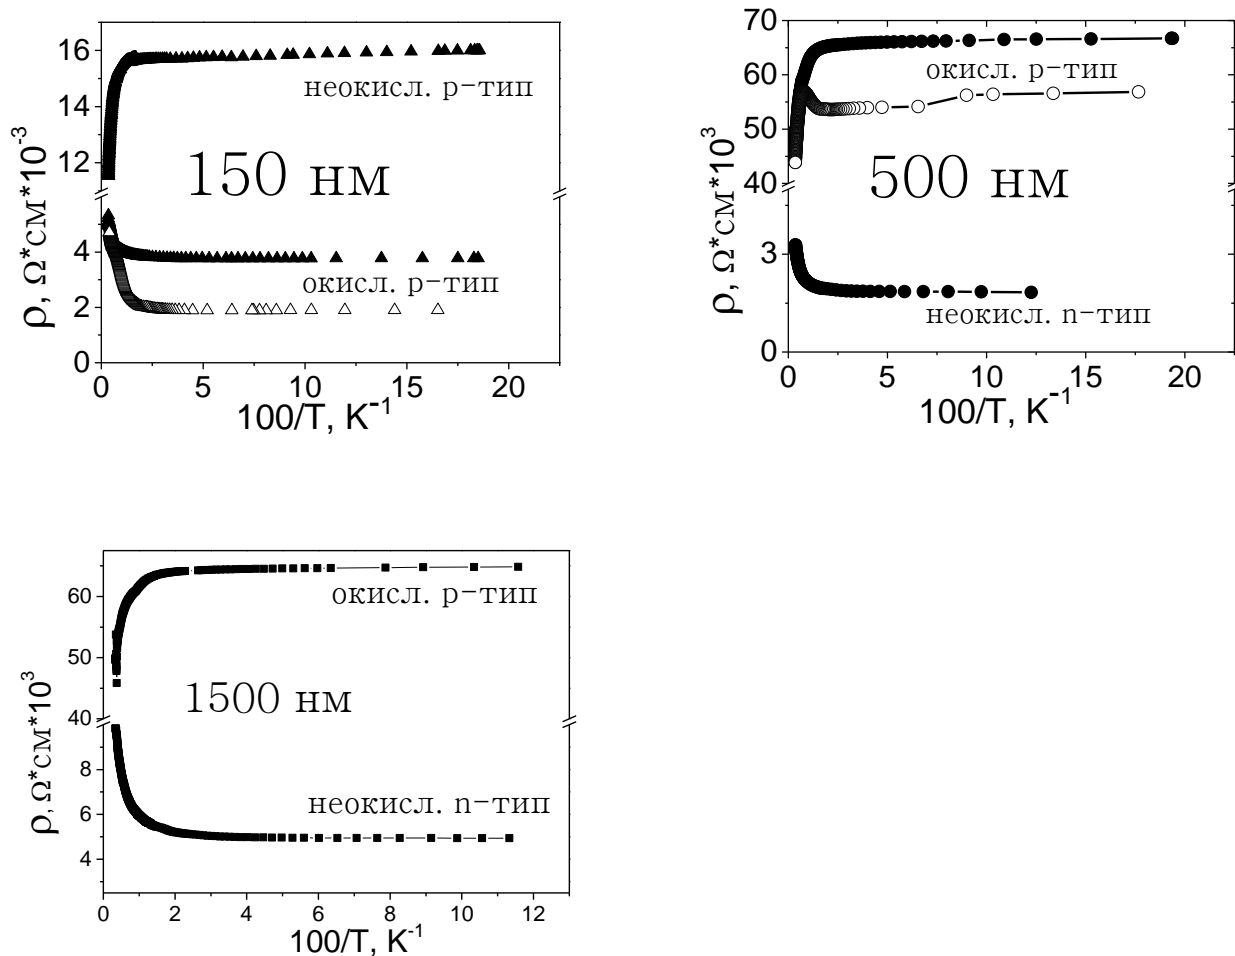 16
14
12
4
2
0
0
5
10
15
20
ρ, Ω*см*10⁻³
100/T, K⁻¹
неокисл. p-тип
150 нм
окисл. p-тип
70
60
50
40
3
0
0
5
10
15
20
ρ, Ω*см*10³
100/T, K⁻¹
окисл. p-тип
500 нм
неокисл. n-тип
60
50
40
8
6
4
0
2
4
6
8
10
12
ρ, Ω*см*10³
100/T, K⁻¹
окисл. p-тип
1500 нм
неокисл. n-тип